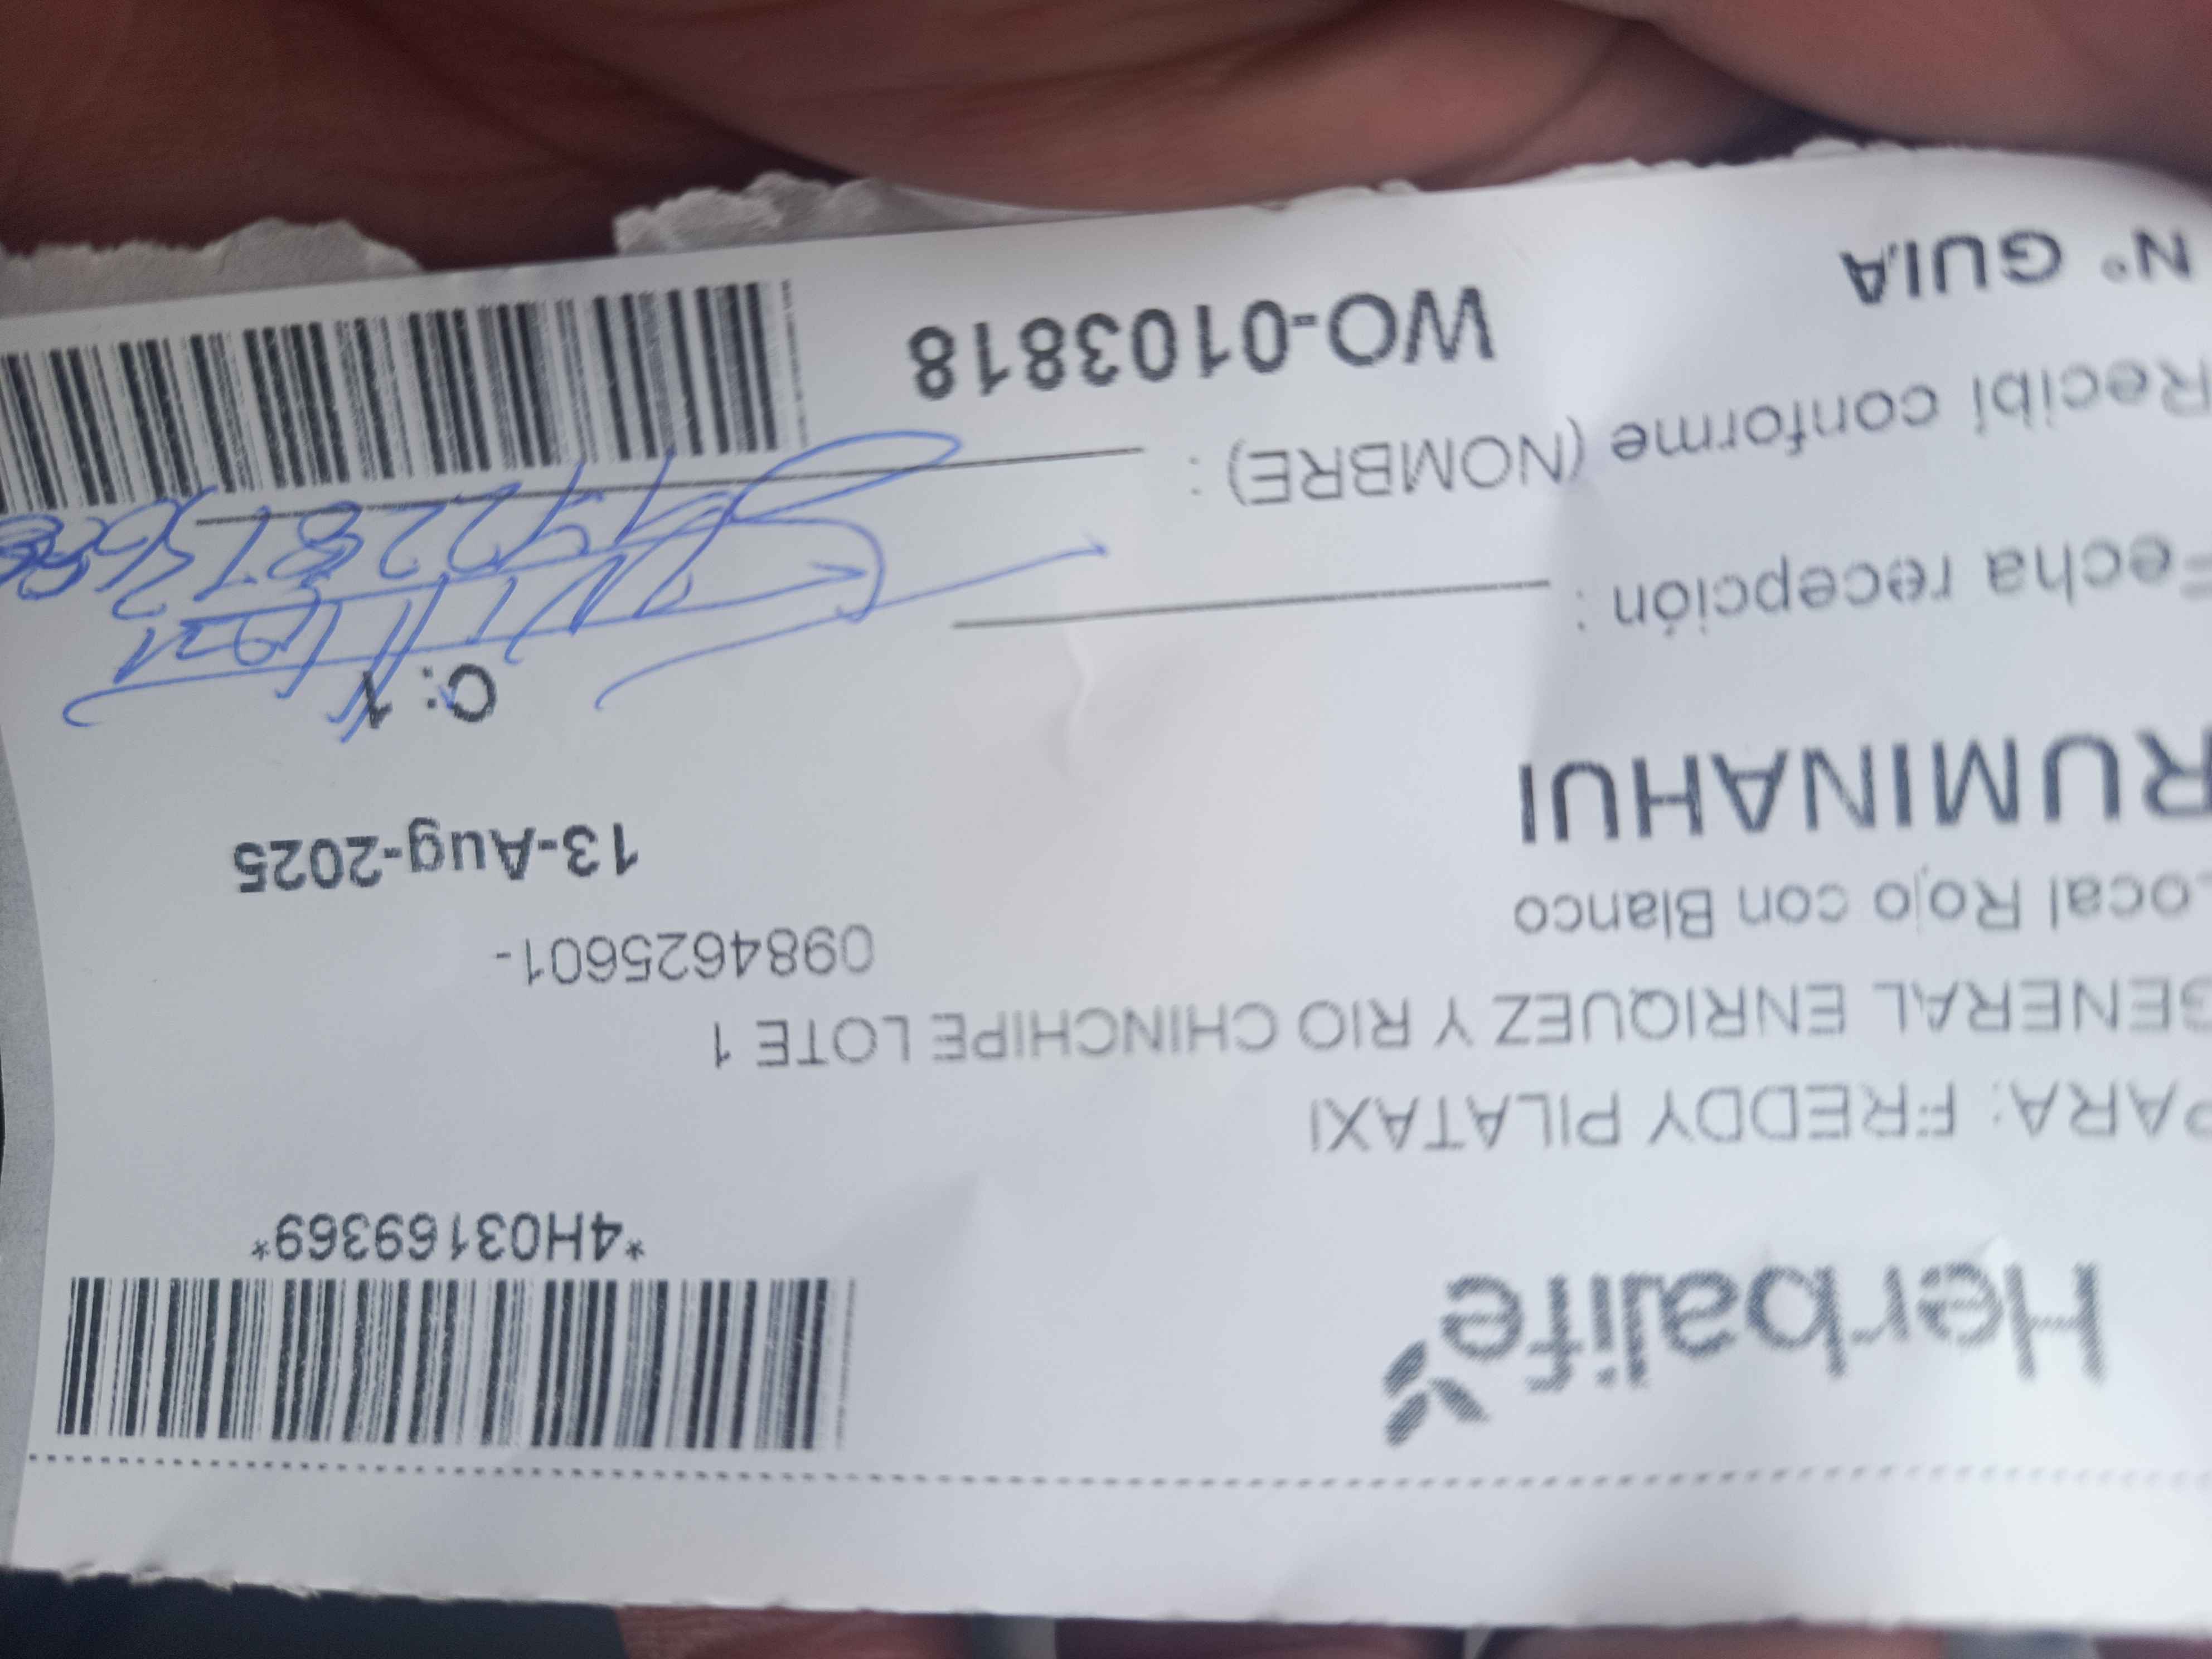 Herbalife
*4H03169369*
PARA: FREDDY PILATAXI
GENERAL ENRIQUEZ Y RIO CHINCHIPE LOTE 1
0984625601-
Local Rojo con Blanco
RUMINAHUI
13-Aug-2025
C: 1
Fecha recepción :
Recibí conforme (NOMBRE) :
N° GUIA
WO-0103818